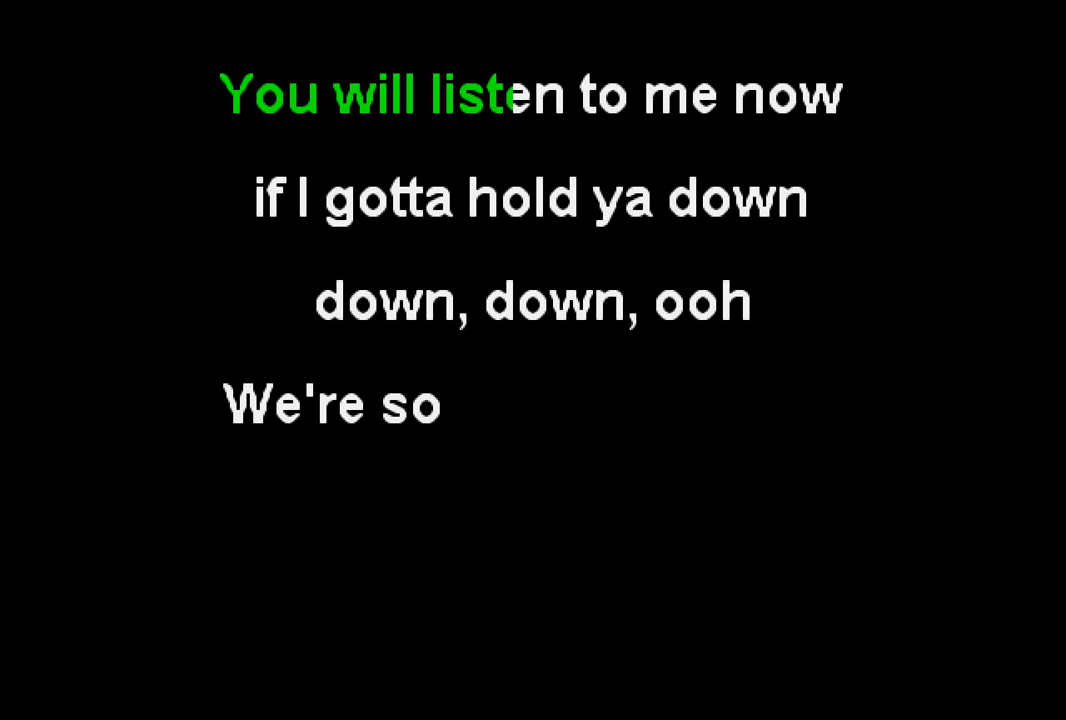 You will listen to me now
if I gotta hold ya down
down, down, ooh
We're so